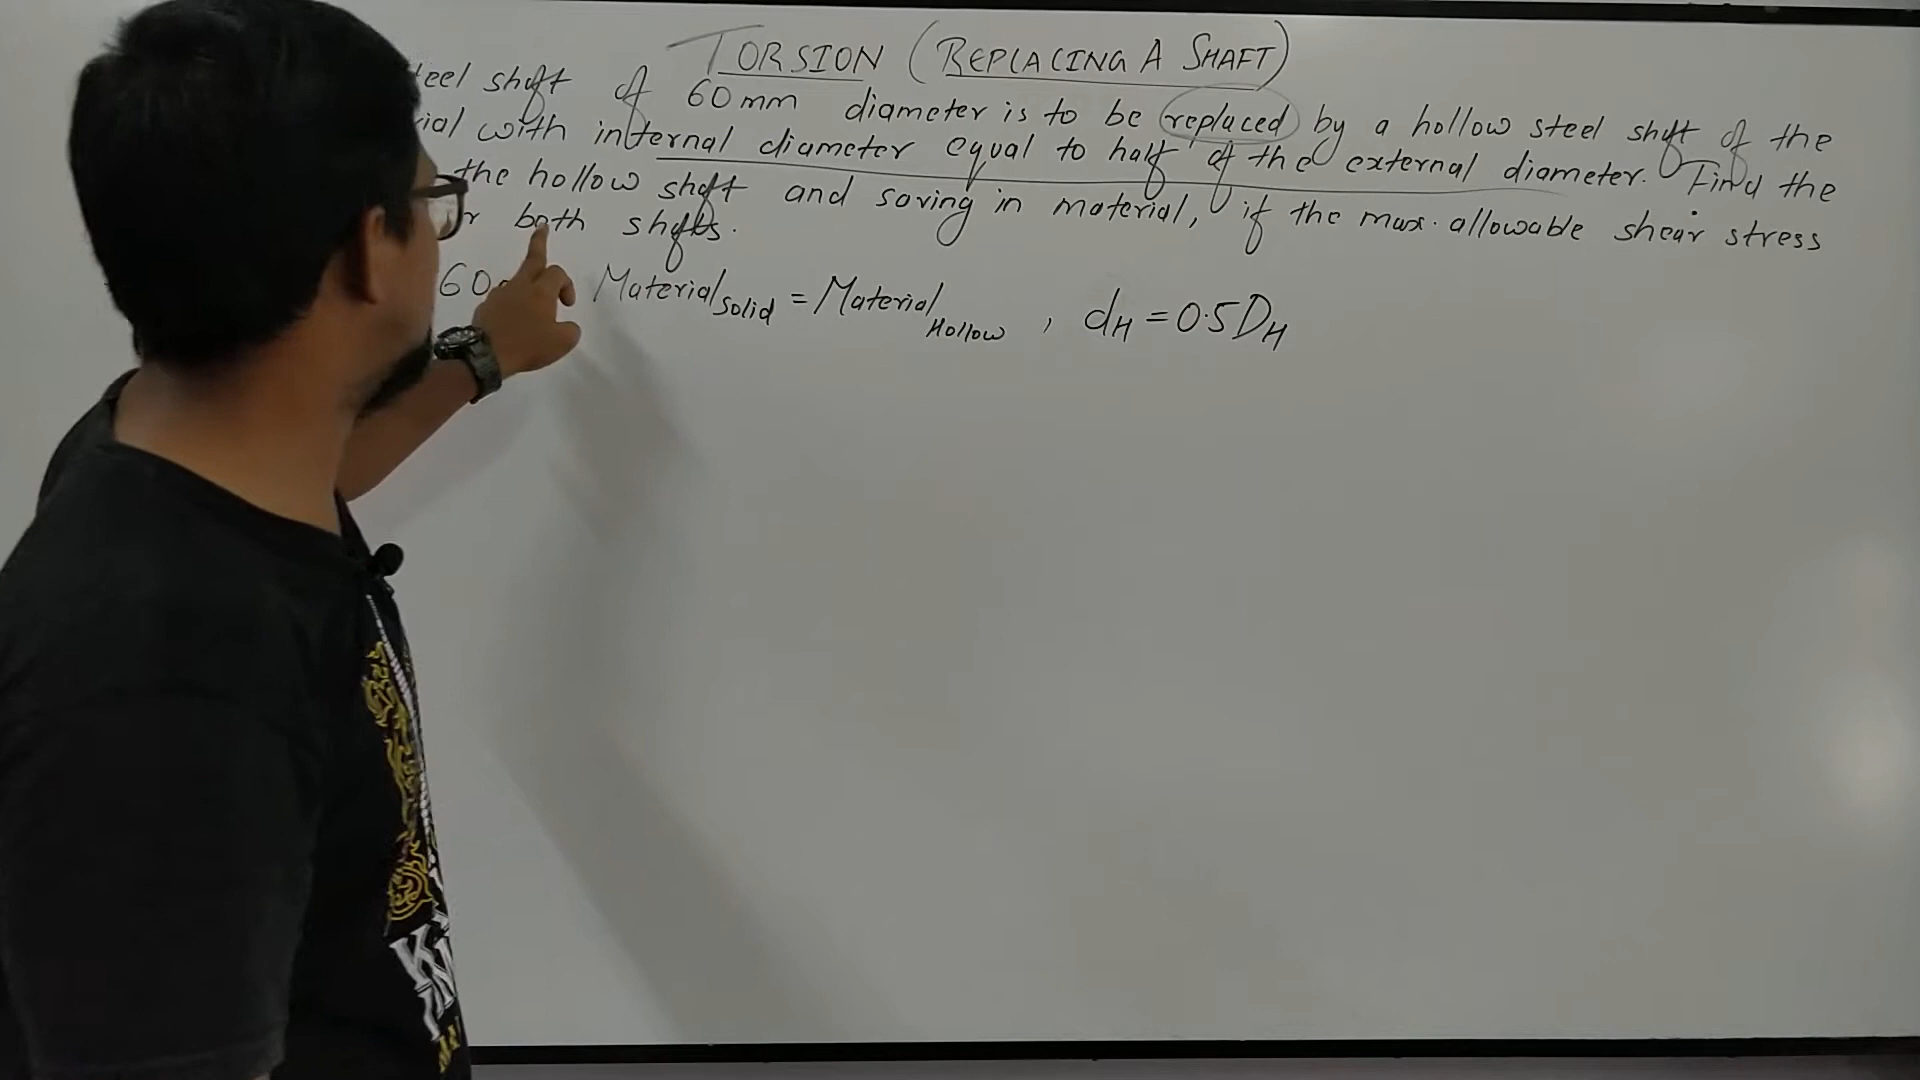 TORSION (REPLACING A SHAFT)
teel shaft of 60mm diameter is to be replaced by a hollow steel shaft of the
ial with internal diameter equal to half of the external diameter. Find the
the hollow shaft and saving in material, if the max. allowable shear stress
r both shafts.
60 Material Solid = Material Hollow , dH = 0.5DH